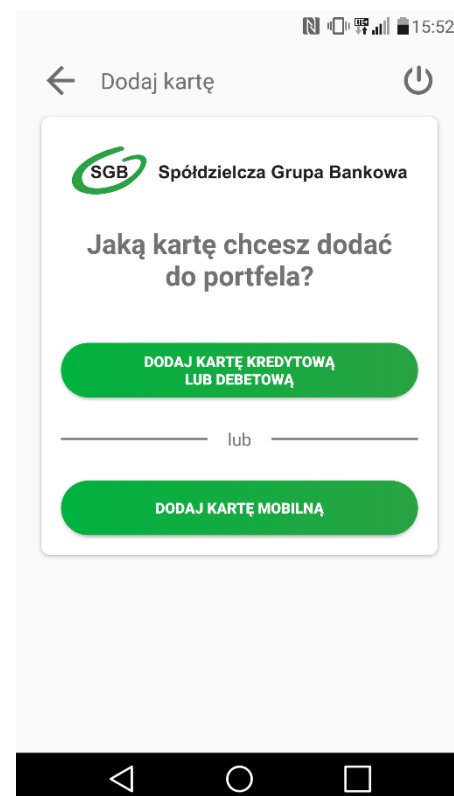 15:52
Dodaj kartę
SGB Spółdzielcza Grupa Bankowa
Jaką kartę chcesz dodać
do portfela?
DODAJ KARTĘ KREDYTOWĄ
LUB DEBETOWĄ
lub
DODAJ KARTĘ MOBILNĄ